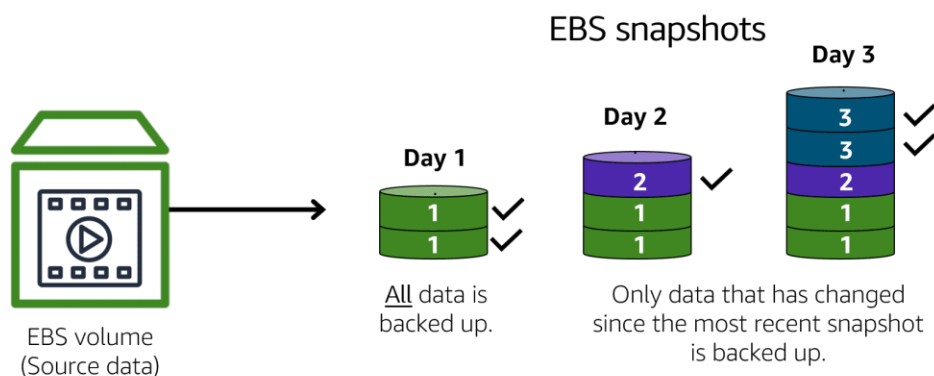 EBS snapshots
Day 1
Day 2
Day 3
1
1
2
1
1
3
3
2
1
1
All data is
backed up.
Only data that has changed
since the most recent snapshot
is backed up.
EBS volume
(Source data)